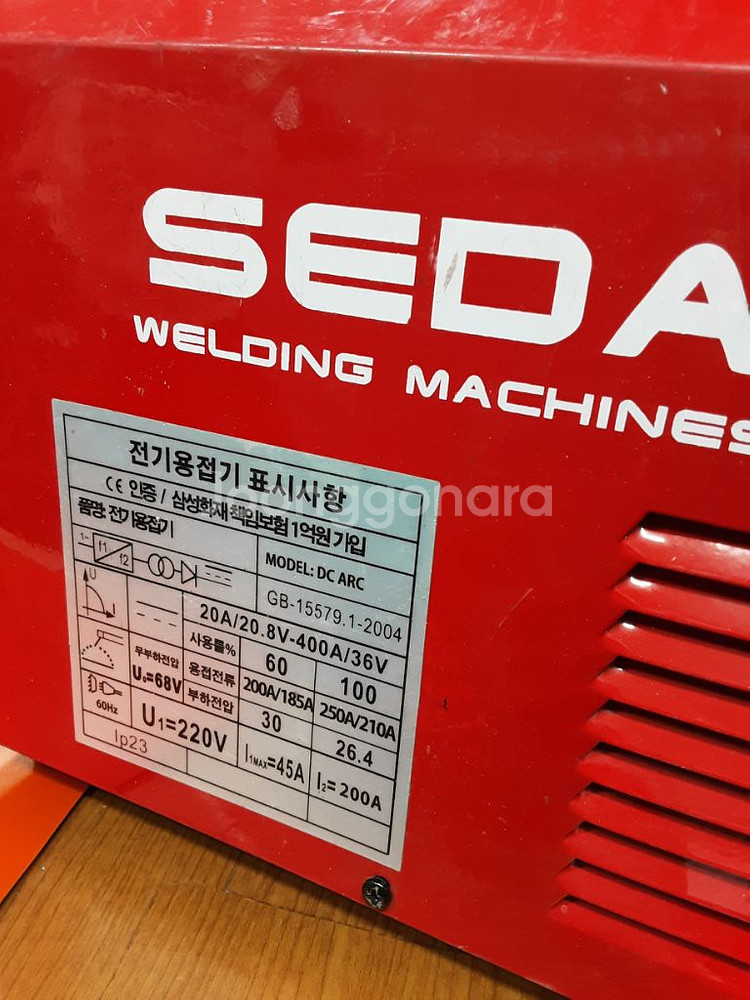 SEDA
WELDING MACHINES
전기용접기 표시사항
CE 인증 / 삼성화재 책임보험 1억원 가입
품명: 전기용접기
MODEL: DC ARC
1~ f1 f2
GB-15579.1-2004
U I
20A/20.8V-400A/36V
사용률% 60 100
무부하전압 U₀=68V
용접전류 200A/185A 250A/210A
부하전압 30 26.4
60Hz U₁=220V I₁MAX=45A I₂=200A
Ip23
joonggonara